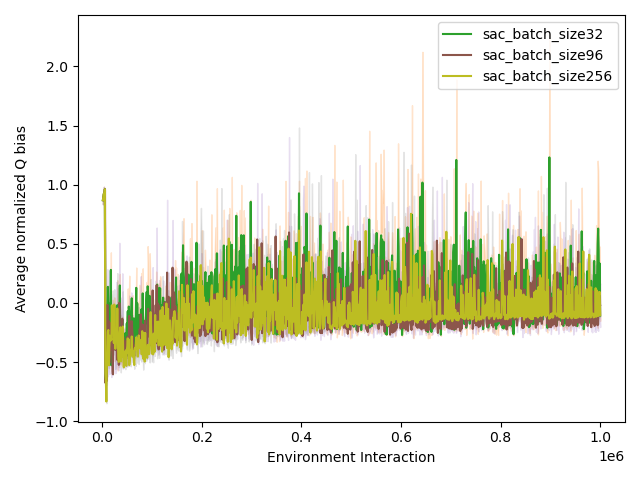 sac_batch_size32
sac_batch_size96
sac_batch_size256
Average normalized Q bias
2.0
1.5
1.0
0.5
0.0
−0.5
−1.0
0.0
0.2
0.4
0.6
0.8
1.0
1e6
Environment Interaction